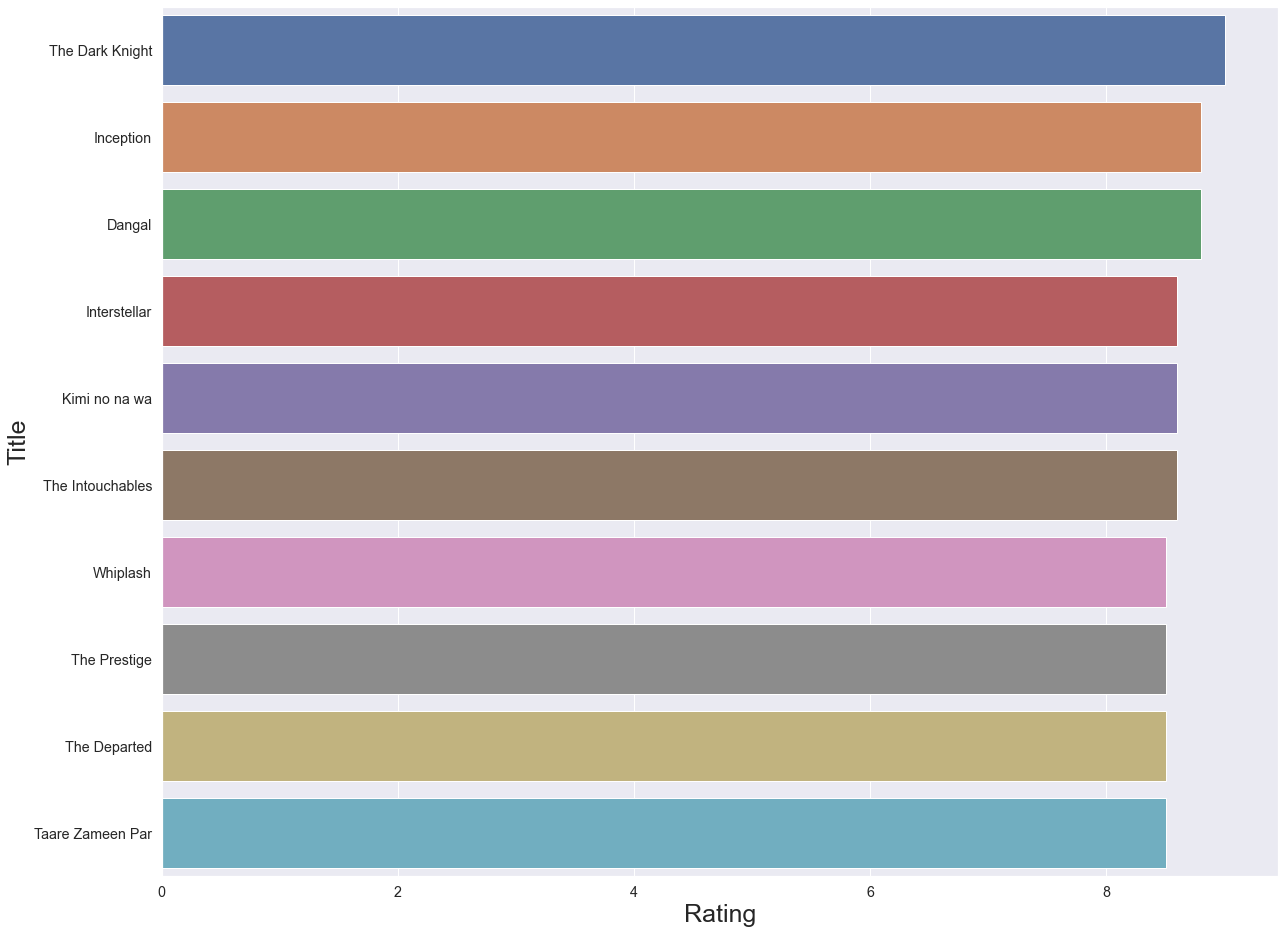 The Dark Knight
Inception
Dangal
Interstellar
Kimi no na wa
The Intouchables
Whiplash
The Prestige
The Departed
Taare Zameen Par
Title
0 2 4 6 8
Rating